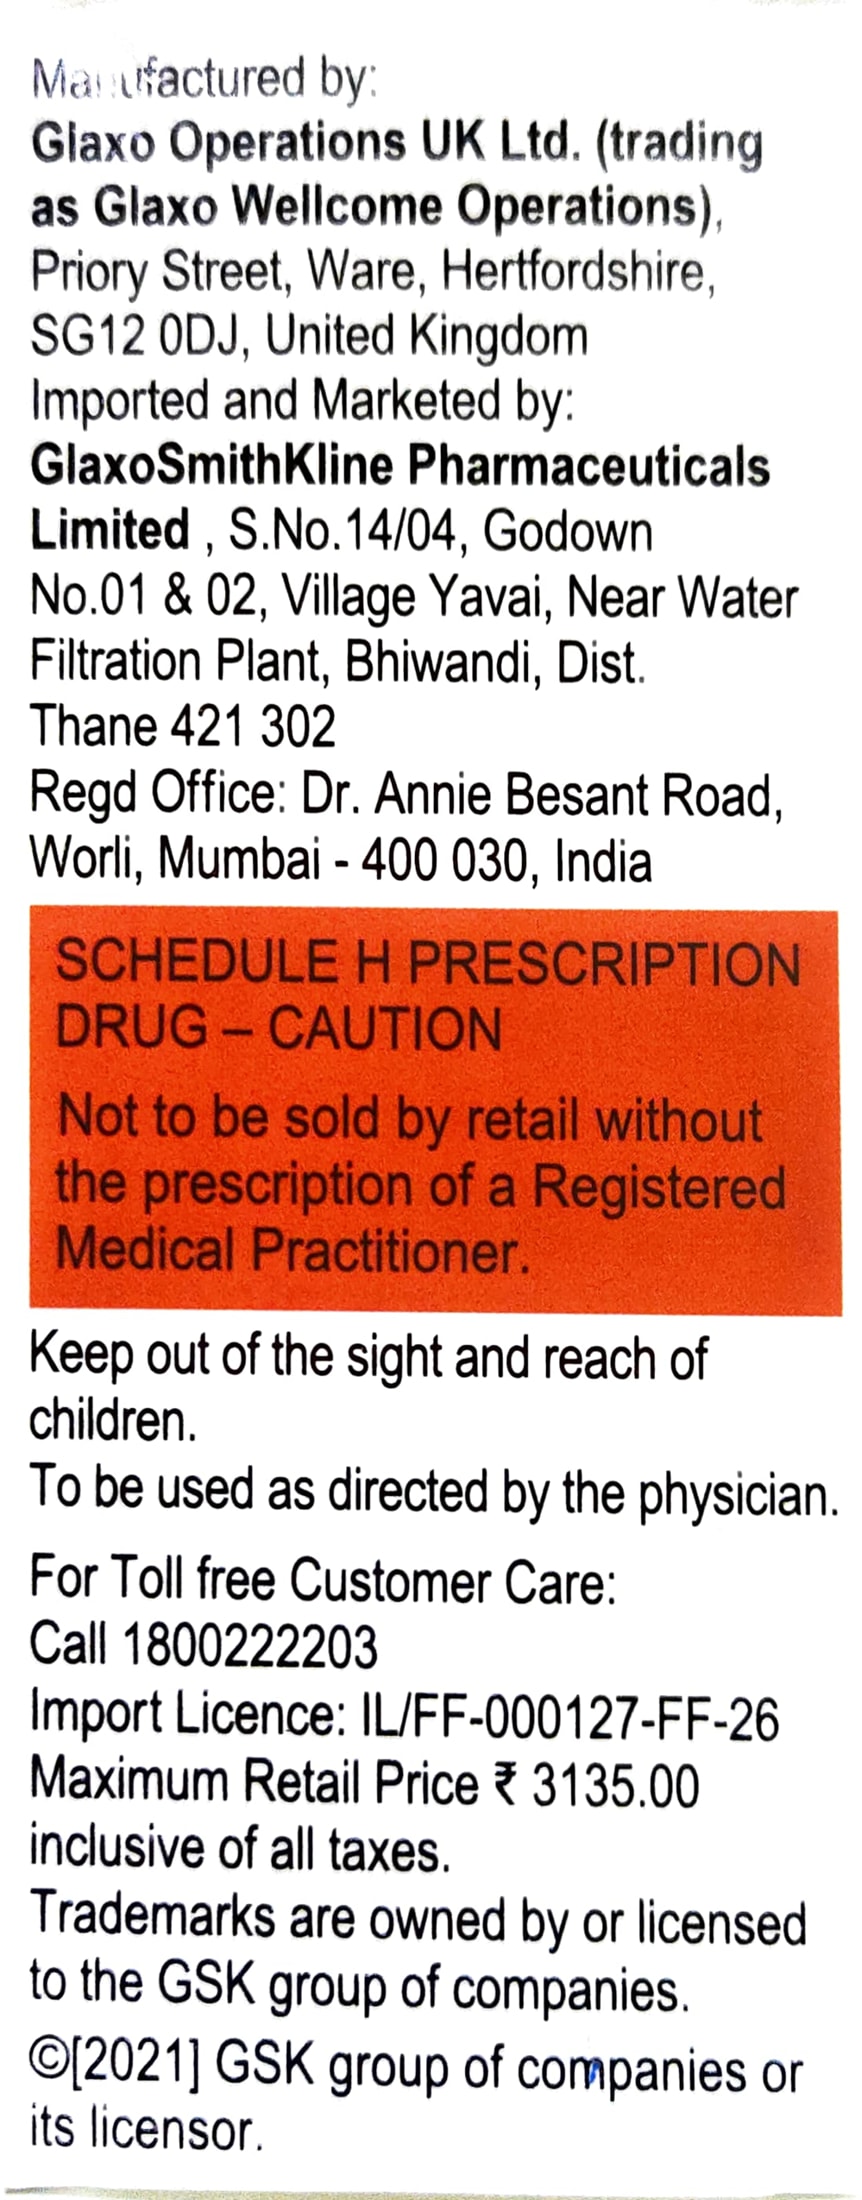 Manufactured by:
Glaxo Operations UK Ltd. (trading
as Glaxo Wellcome Operations),
Priory Street, Ware, Hertfordshire,
SG12 0DJ, United Kingdom
Imported and Marketed by:
GlaxoSmithKline Pharmaceuticals
Limited , S.No.14/04, Godown
No.01 & 02, Village Yavai, Near Water
Filtration Plant, Bhiwandi, Dist.
Thane 421 302
Regd Office: Dr. Annie Besant Road,
Worli, Mumbai - 400 030, India
SCHEDULE H PRESCRIPTION
DRUG – CAUTION
Not to be sold by retail without
the prescription of a Registered
Medical Practitioner.
Keep out of the sight and reach of
children.
To be used as directed by the physician.
For Toll free Customer Care:
Call 1800222203
Import Licence: IL/FF-000127-FF-26
Maximum Retail Price ₹ 3135.00
inclusive of all taxes.
Trademarks are owned by or licensed
to the GSK group of companies.
©[2021] GSK group of companies or
its licensor.